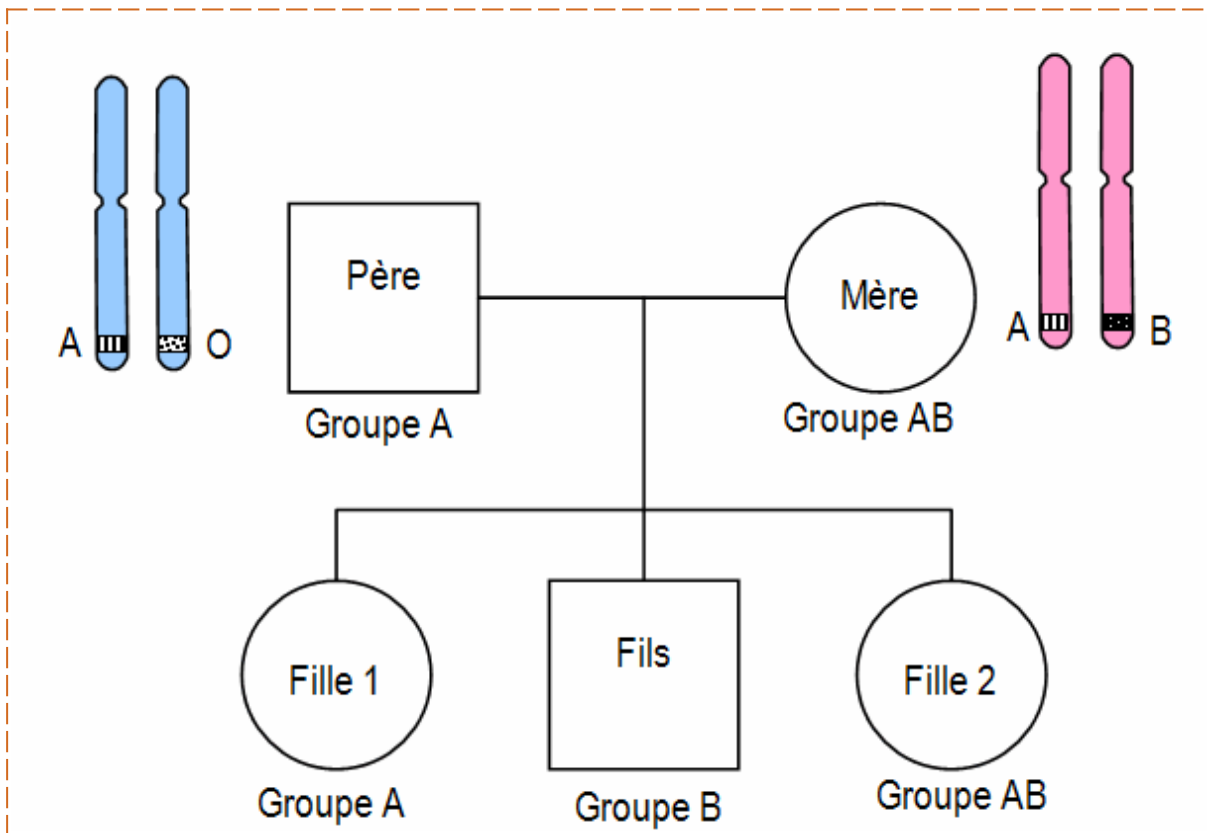 Père
Mère
A
O
A
B
Groupe A
Groupe AB
Fille 1
Fils
Fille 2
Groupe A
Groupe B
Groupe AB